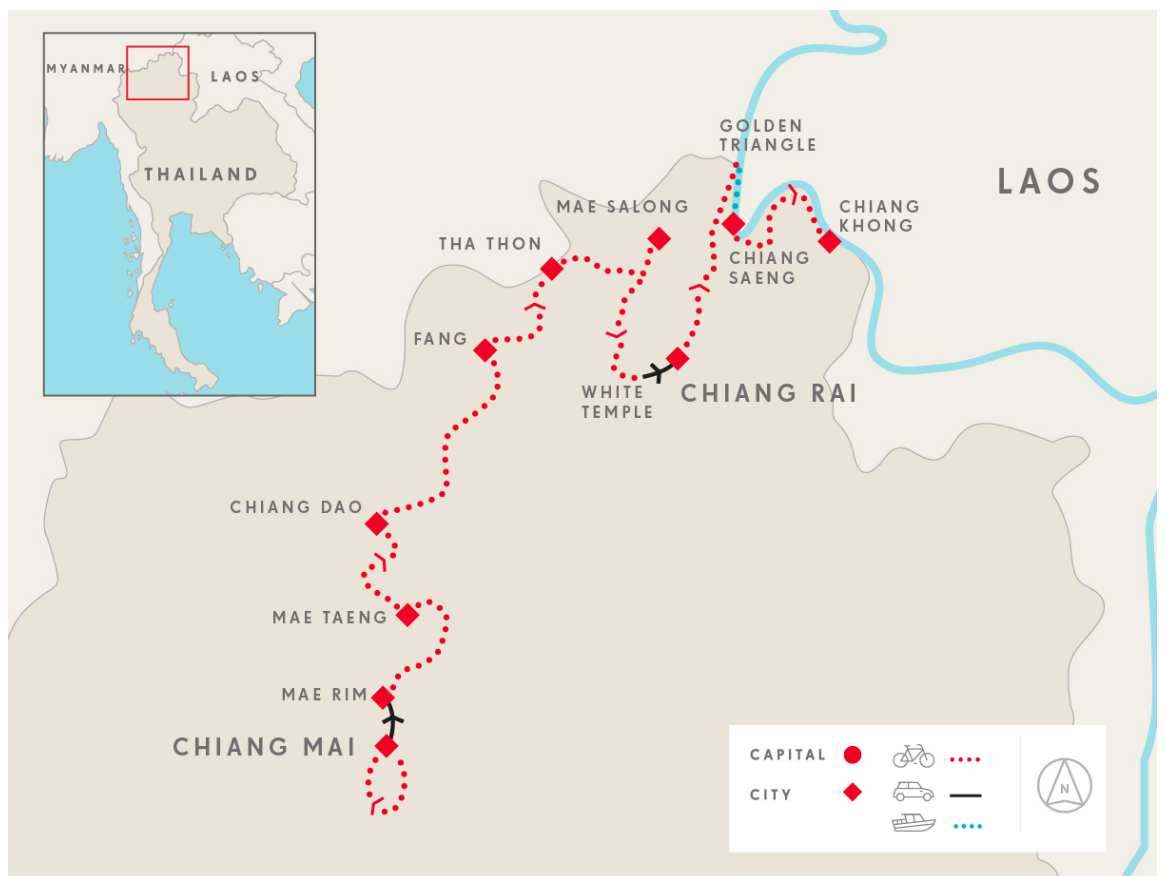 MYANMAR
LAOS
THAILAND
GOLDEN
TRIANGLE
LAOS
MAE SALONG
CHIANG
KHONG
THA THON
CHIANG
SAENG
FANG
WHITE
TEMPLE
CHIANG RAI
CHIANG DAO
MAE TAENG
MAE RIM
CHIANG MAI
CAPITAL
CITY
N